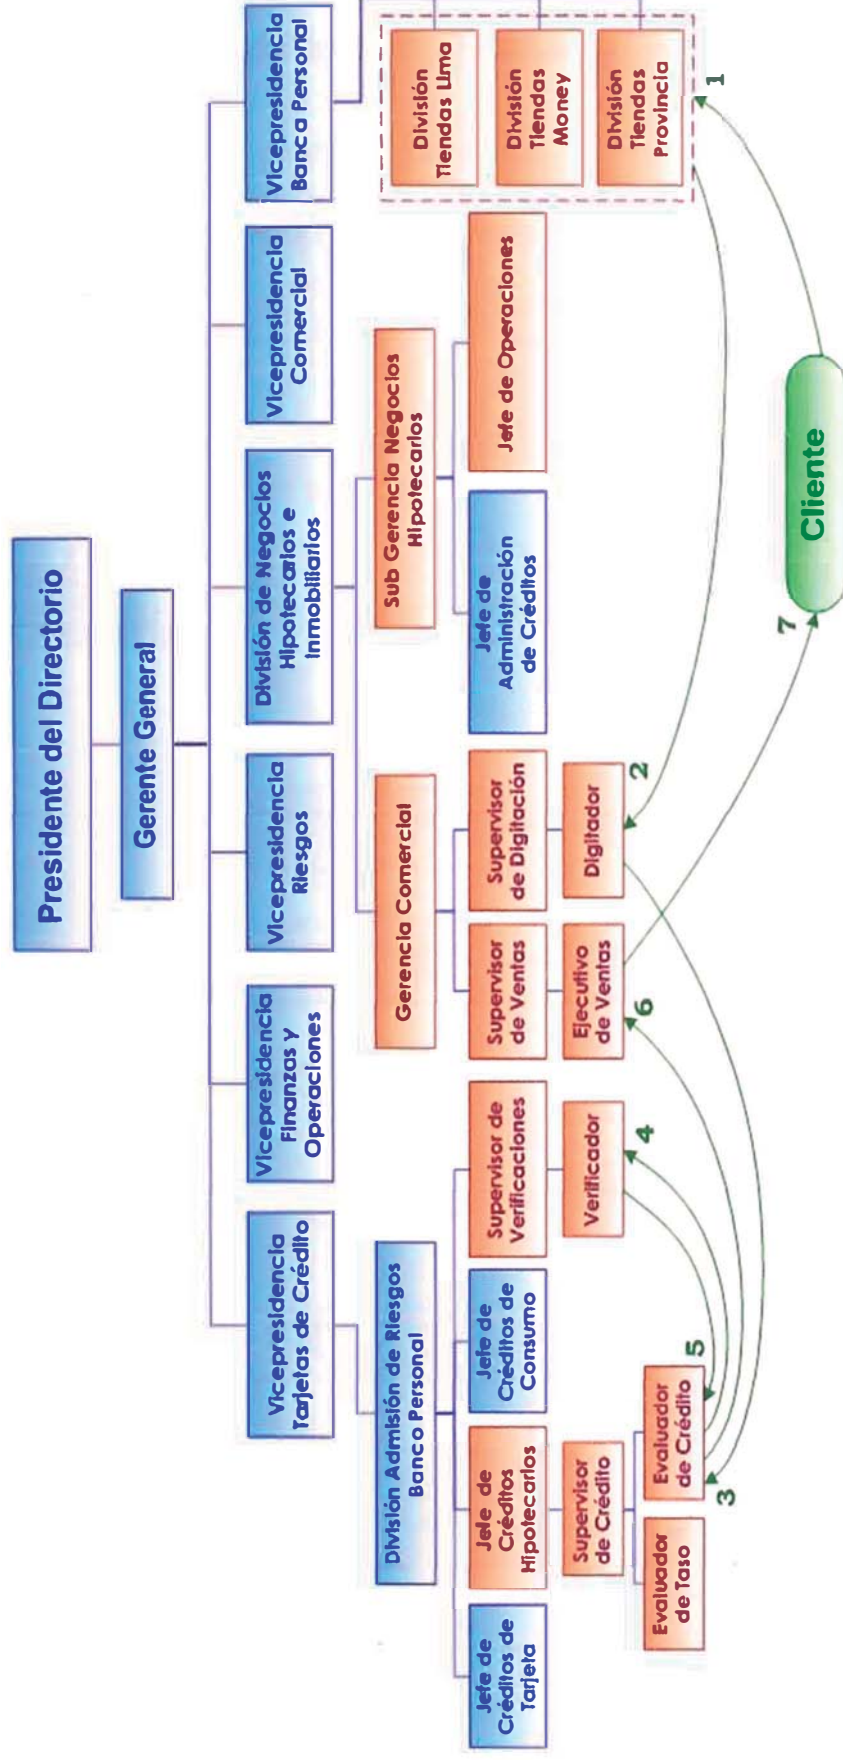 Presidente del Directorio
Gerente General
Vicepresidencia
Tarjetas de Crédito
Vicepresidencia
Finanzas y
Operaciones
Vicepresidencia
Riesgos
División de Negocios
Hipotecarios e
Inmobiliarios
Vicepresidencia
Comercial
Vicepresidencia
Banca Personal
División Admisión de Riesgos
Banco Personal
Gerencia Comercial
Sub Gerencia Negocios
Hipotecarios
División
Tiendas Lima
División
Tiendas
Money
División
Tiendas
Provincia
Jefe de
Créditos de
Tarjeta
Jefe de
Créditos
Hipotecarios
Jefe de
Créditos de
Consumo
Supervisor de
Verificaciones
Supervisor
de Ventas
Supervisor
de Digitación
Jefe de
Administración
de Créditos
Jefe de Operaciones
Supervisor
de Crédito
Verificador
Ejecutivo
de Ventas
Digitador
Evaluador
de Taso
Evaluador
de Crédito
3
5
4
6
2
7
1
Cliente